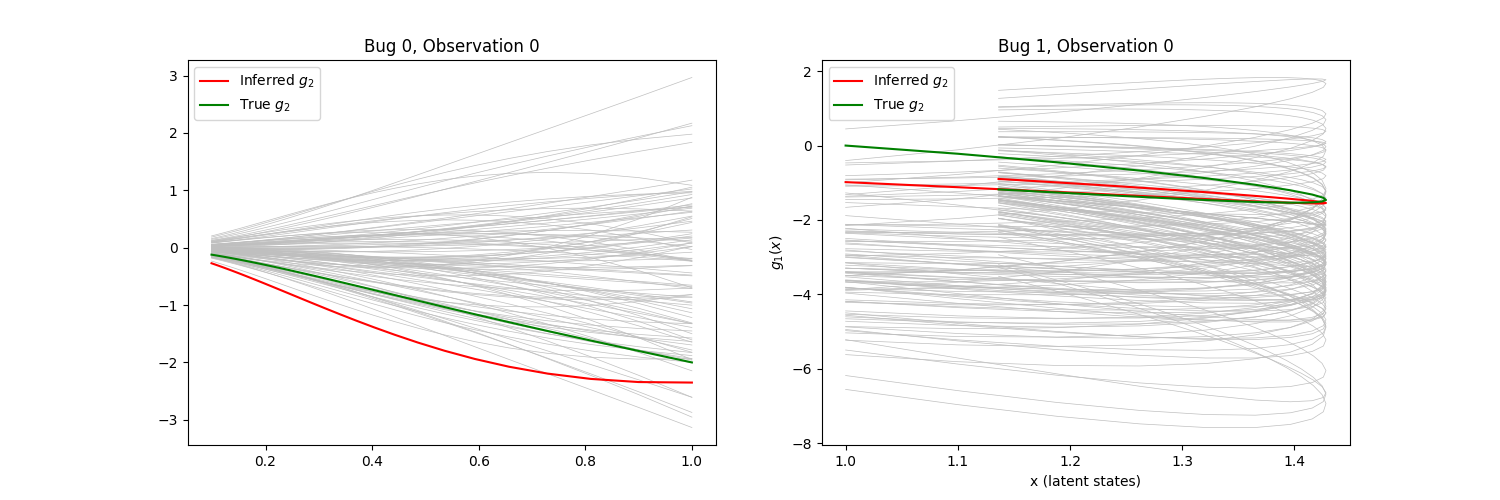 Bug 0, Observation 0
Inferred g₂
True g₂
3
2
1
0
−1
−2
−3
0.2 0.4 0.6 0.8 1.0
Bug 1, Observation 0
Inferred g₂
True g₂
2
0
−2
−4
−6
−8
g₁(x)
1.0 1.1 1.2 1.3 1.4
x (latent states)